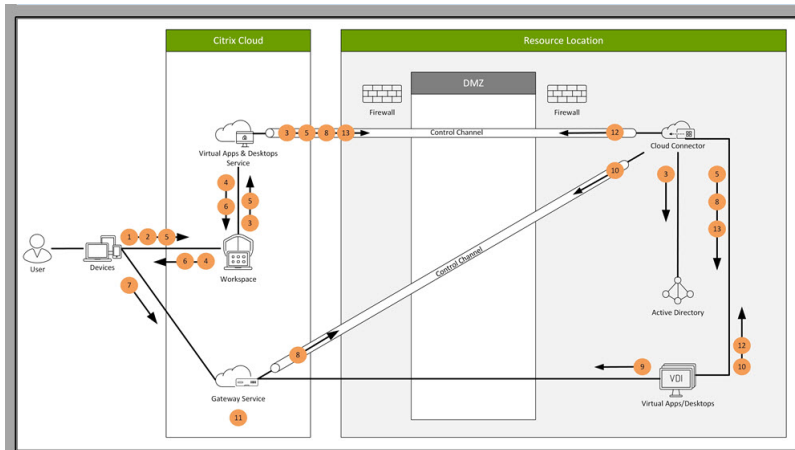 Citrix Cloud
Resource Location
DMZ
Firewall
Firewall
3 5 8 13
Control Channel
12
Virtual Apps & Desktops
Service
Cloud Connector
4
6
5
3
10
3
5
8
13
1 2 5
User
Devices
6 4
Workspace
Control Channel
7
Active Directory
8
12
10
9
VDI
Gateway Service
Virtual Apps/Desktops
11